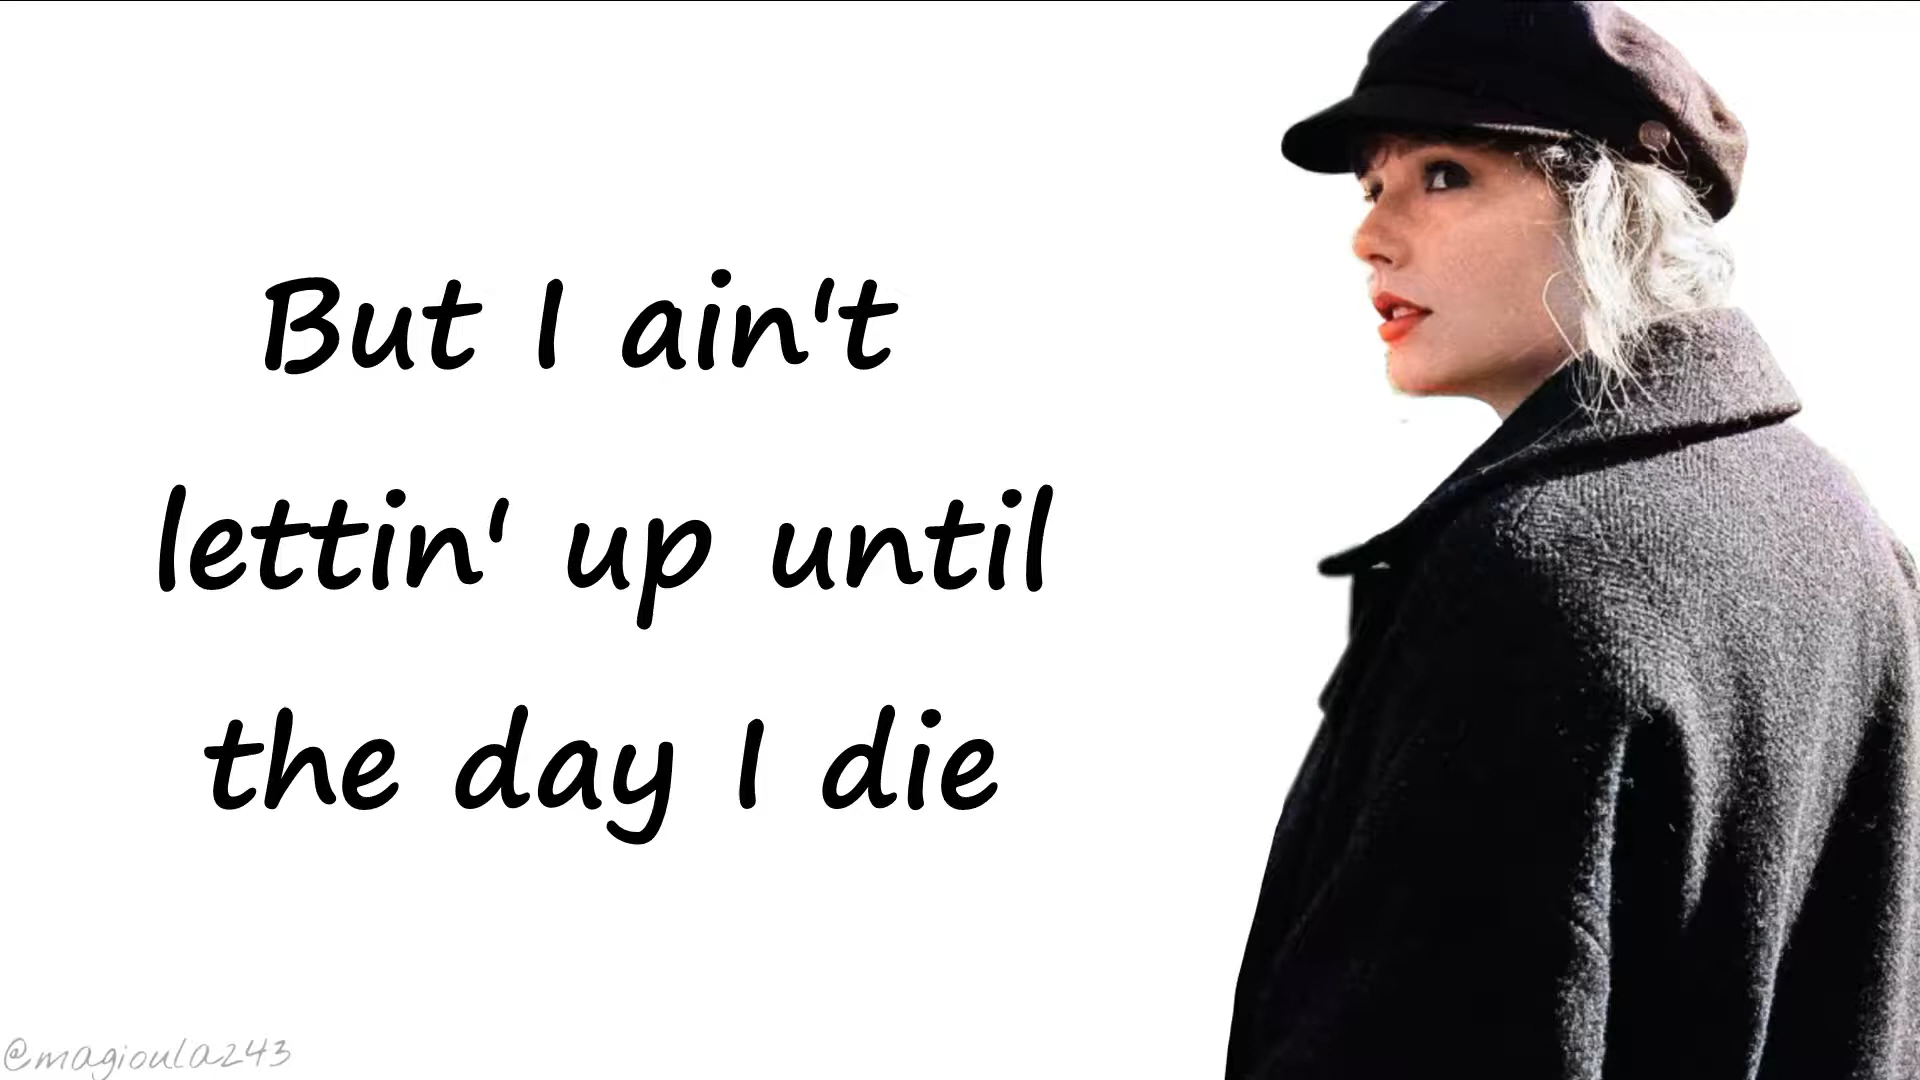 But I ain't
lettin' up until
the day I die
@magioula243